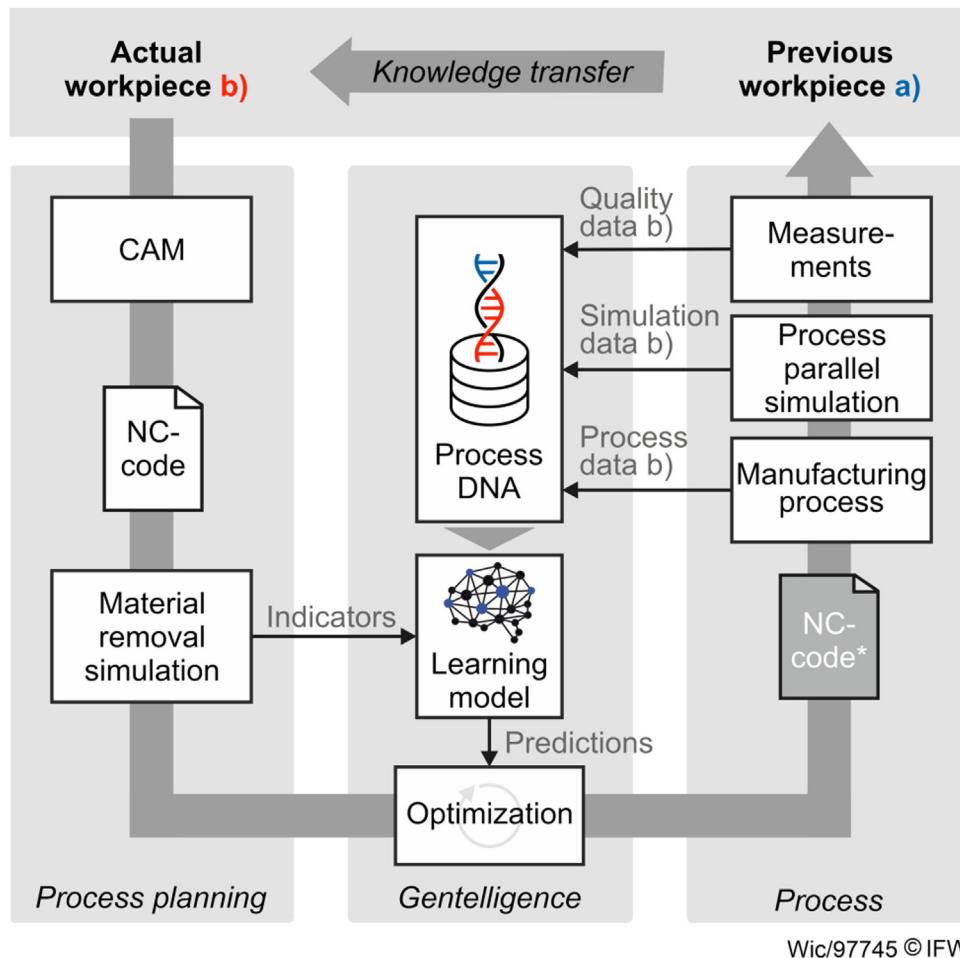 Actual
workpiece b)
Knowledge transfer
Previous
workpiece a)
CAM
NC-
code
Material
removal
simulation
Indicators
Process planning
Quality
data b)
Simulation
data b)
Process
data b)
Process
DNA
Learning
model
Predictions
Optimization
Gentelligence
Measure-
ments
Process
parallel
simulation
Manufacturing
process
NC-
code*
Process
Wic/97745 © IFW